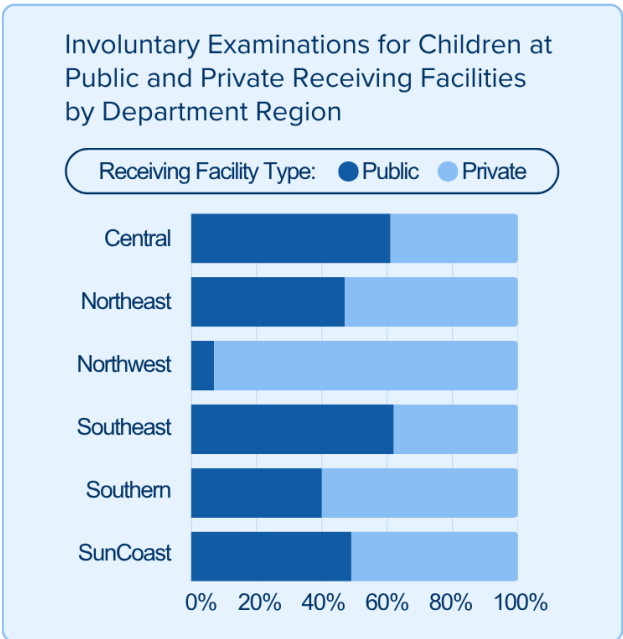 Involuntary Examinations for Children at
Public and Private Receiving Facilities
by Department Region
Receiving Facility Type: Public Private
Central
Northeast
Northwest
Southeast
Southern
SunCoast
0% 20% 40% 60% 80% 100%